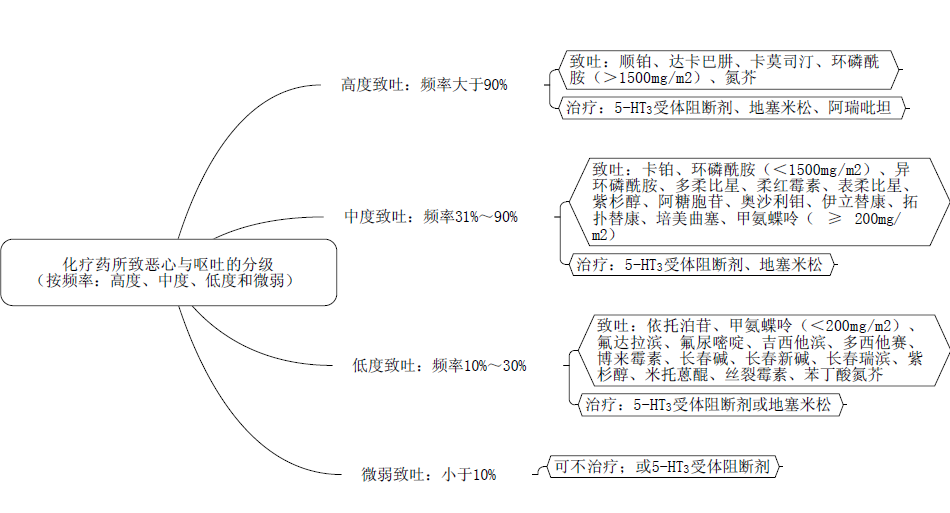 化疗药所致恶心与呕吐的分级
（按频率：高度、中度、低度和微弱）
高度致吐：频率大于90%
致吐：顺铂、达卡巴肼、卡莫司汀、环磷酰
胺（＞1500mg/m2）、氮芥
治疗：5-HT₃受体阻断剂、地塞米松、阿瑞吡坦
中度致吐：频率31%～90%
致吐：卡铂、环磷酰胺（＜1500mg/m2）、异
环磷酰胺、多柔比星、柔红霉素、表柔比星、
紫杉醇、阿糖胞苷、奥沙利铂、伊立替康、拓
扑替康、培美曲塞、甲氨蝶呤（ ≥ 200mg/
m2）
治疗：5-HT₃受体阻断剂、地塞米松
低度致吐：频率10%～30%
致吐：依托泊苷、甲氨蝶呤（＜200mg/m2）、
氟达拉滨、氟尿嘧啶、吉西他滨、多西他赛、
博来霉素、长春碱、长春新碱、长春瑞滨、紫
杉醇、米托蒽醌、丝裂霉素、苯丁酸氮芥
治疗：5-HT₃受体阻断剂或地塞米松
微弱致吐：小于10%
可不治疗；或5-HT₃受体阻断剂